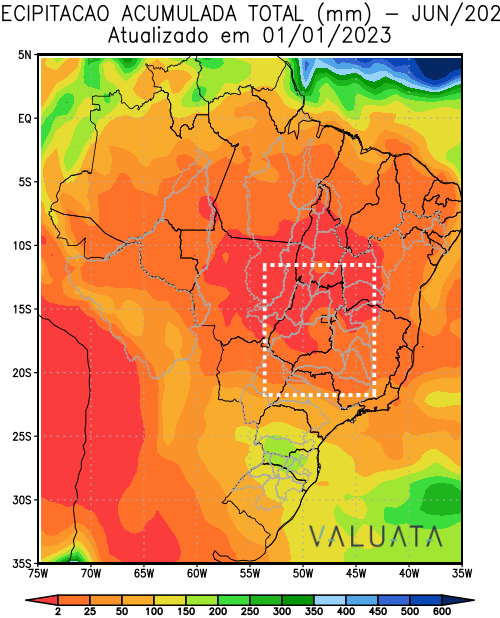 ECIPITACAO ACUMULADA TOTAL (mm) – JUN/202
Atualizado em 01/01/2023
5N
EQ
5S
10S
15S
20S
25S
30S
35S
VALUATA
75W 70W 65W 60W 55W 50W 45W 40W 35W
2 25 50 100 150 200 250 300 350 400 450 500 600